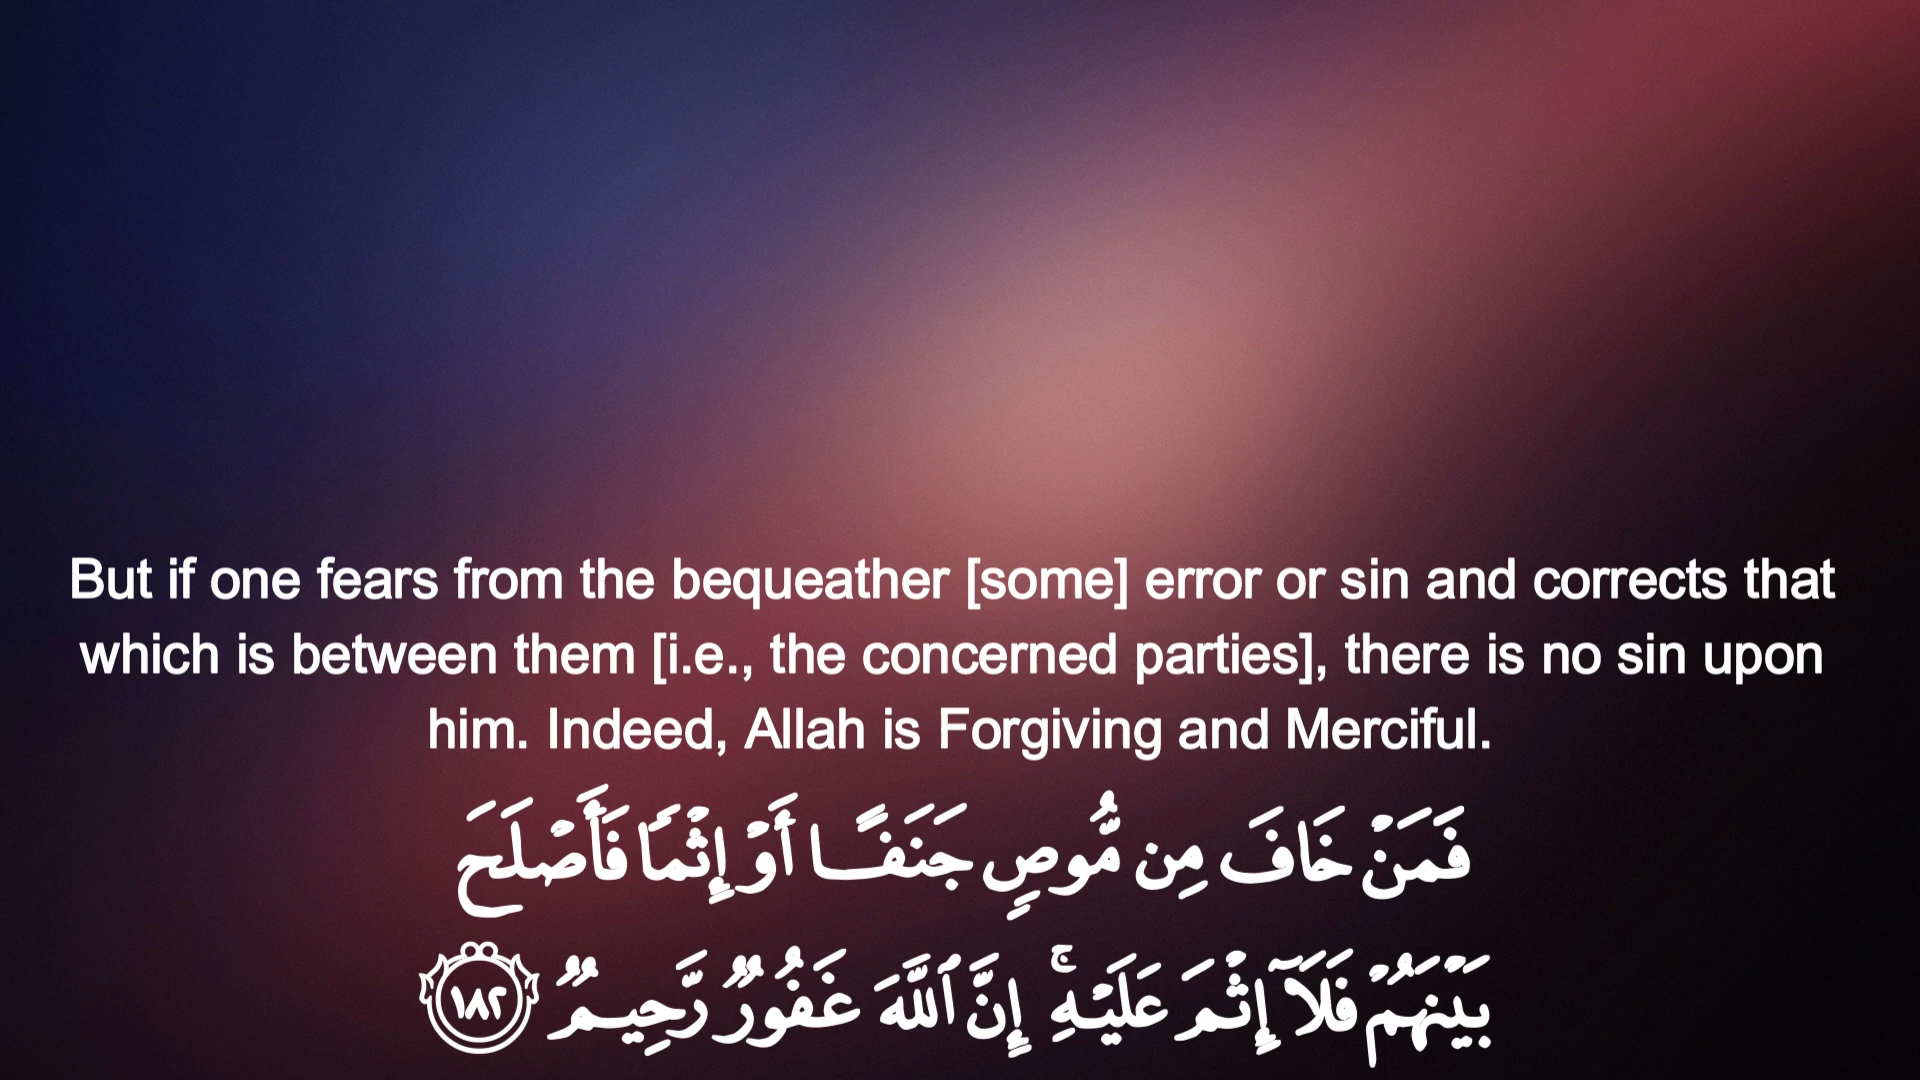 But if one fears from the bequeather [some] error or sin and corrects that
which is between them [i.e., the concerned parties], there is no sin upon
him. Indeed, Allah is Forgiving and Merciful.
فَمَنْ خَافَ مِن مُّوصٍ جَنَفًا أَوْ إِثْمًا فَأَصْلَحَ
بَيْنَهُمْ فَلَآ إِثْمَ عَلَيْهِ ۚ إِنَّ ٱللَّهَ غَفُورٌ رَّحِيمٌ ١٨٢